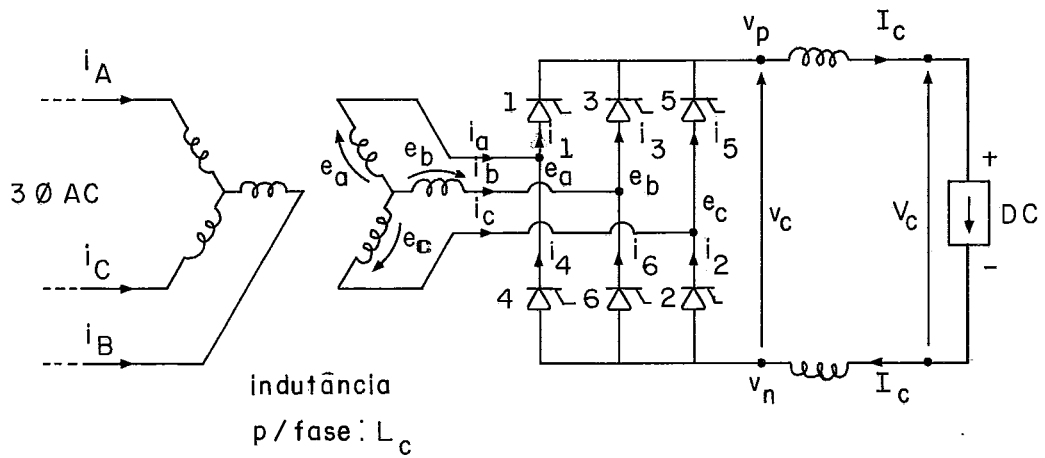 i_A
3Ø AC
i_C
i_B
indutância
p/fase: L_c
e_a
e_b
e_c
i_a
i_b
i_c
1
3
5
i_1
i_3
i_5
e_a
e_b
e_c
i_4
i_6
i_2
4
6
2
v_p
I_c
v_c
V_c
+
DC
-
v_n
I_c